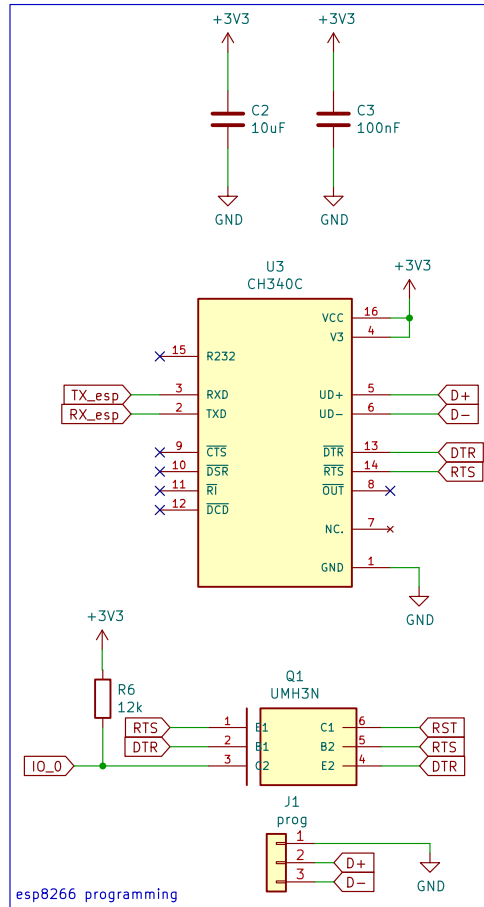 +3V3 +3V3
C2 C3
10uF 100nF
GND GND
U3
CH340C
+3V3
VCC 16
V3 4
15 R232
TX_esp 3 RXD UD+ 5 D+
RX_esp 2 TXD UD- 6 D-
9 CTS DTR 13 DTR
10 DSR RTS 14 RTS
11 RI OUT 8
12 DCD
NC. 7
GND 1
GND
+3V3
R6
12k
Q1
UMH3N
RTS 1 E1 C1 6 RST
DTR 2 B1 B2 5 RTS
IO_0 3 C2 E2 4 DTR
J1
prog
1
2 D+
3 D-
GND
esp8266 programming